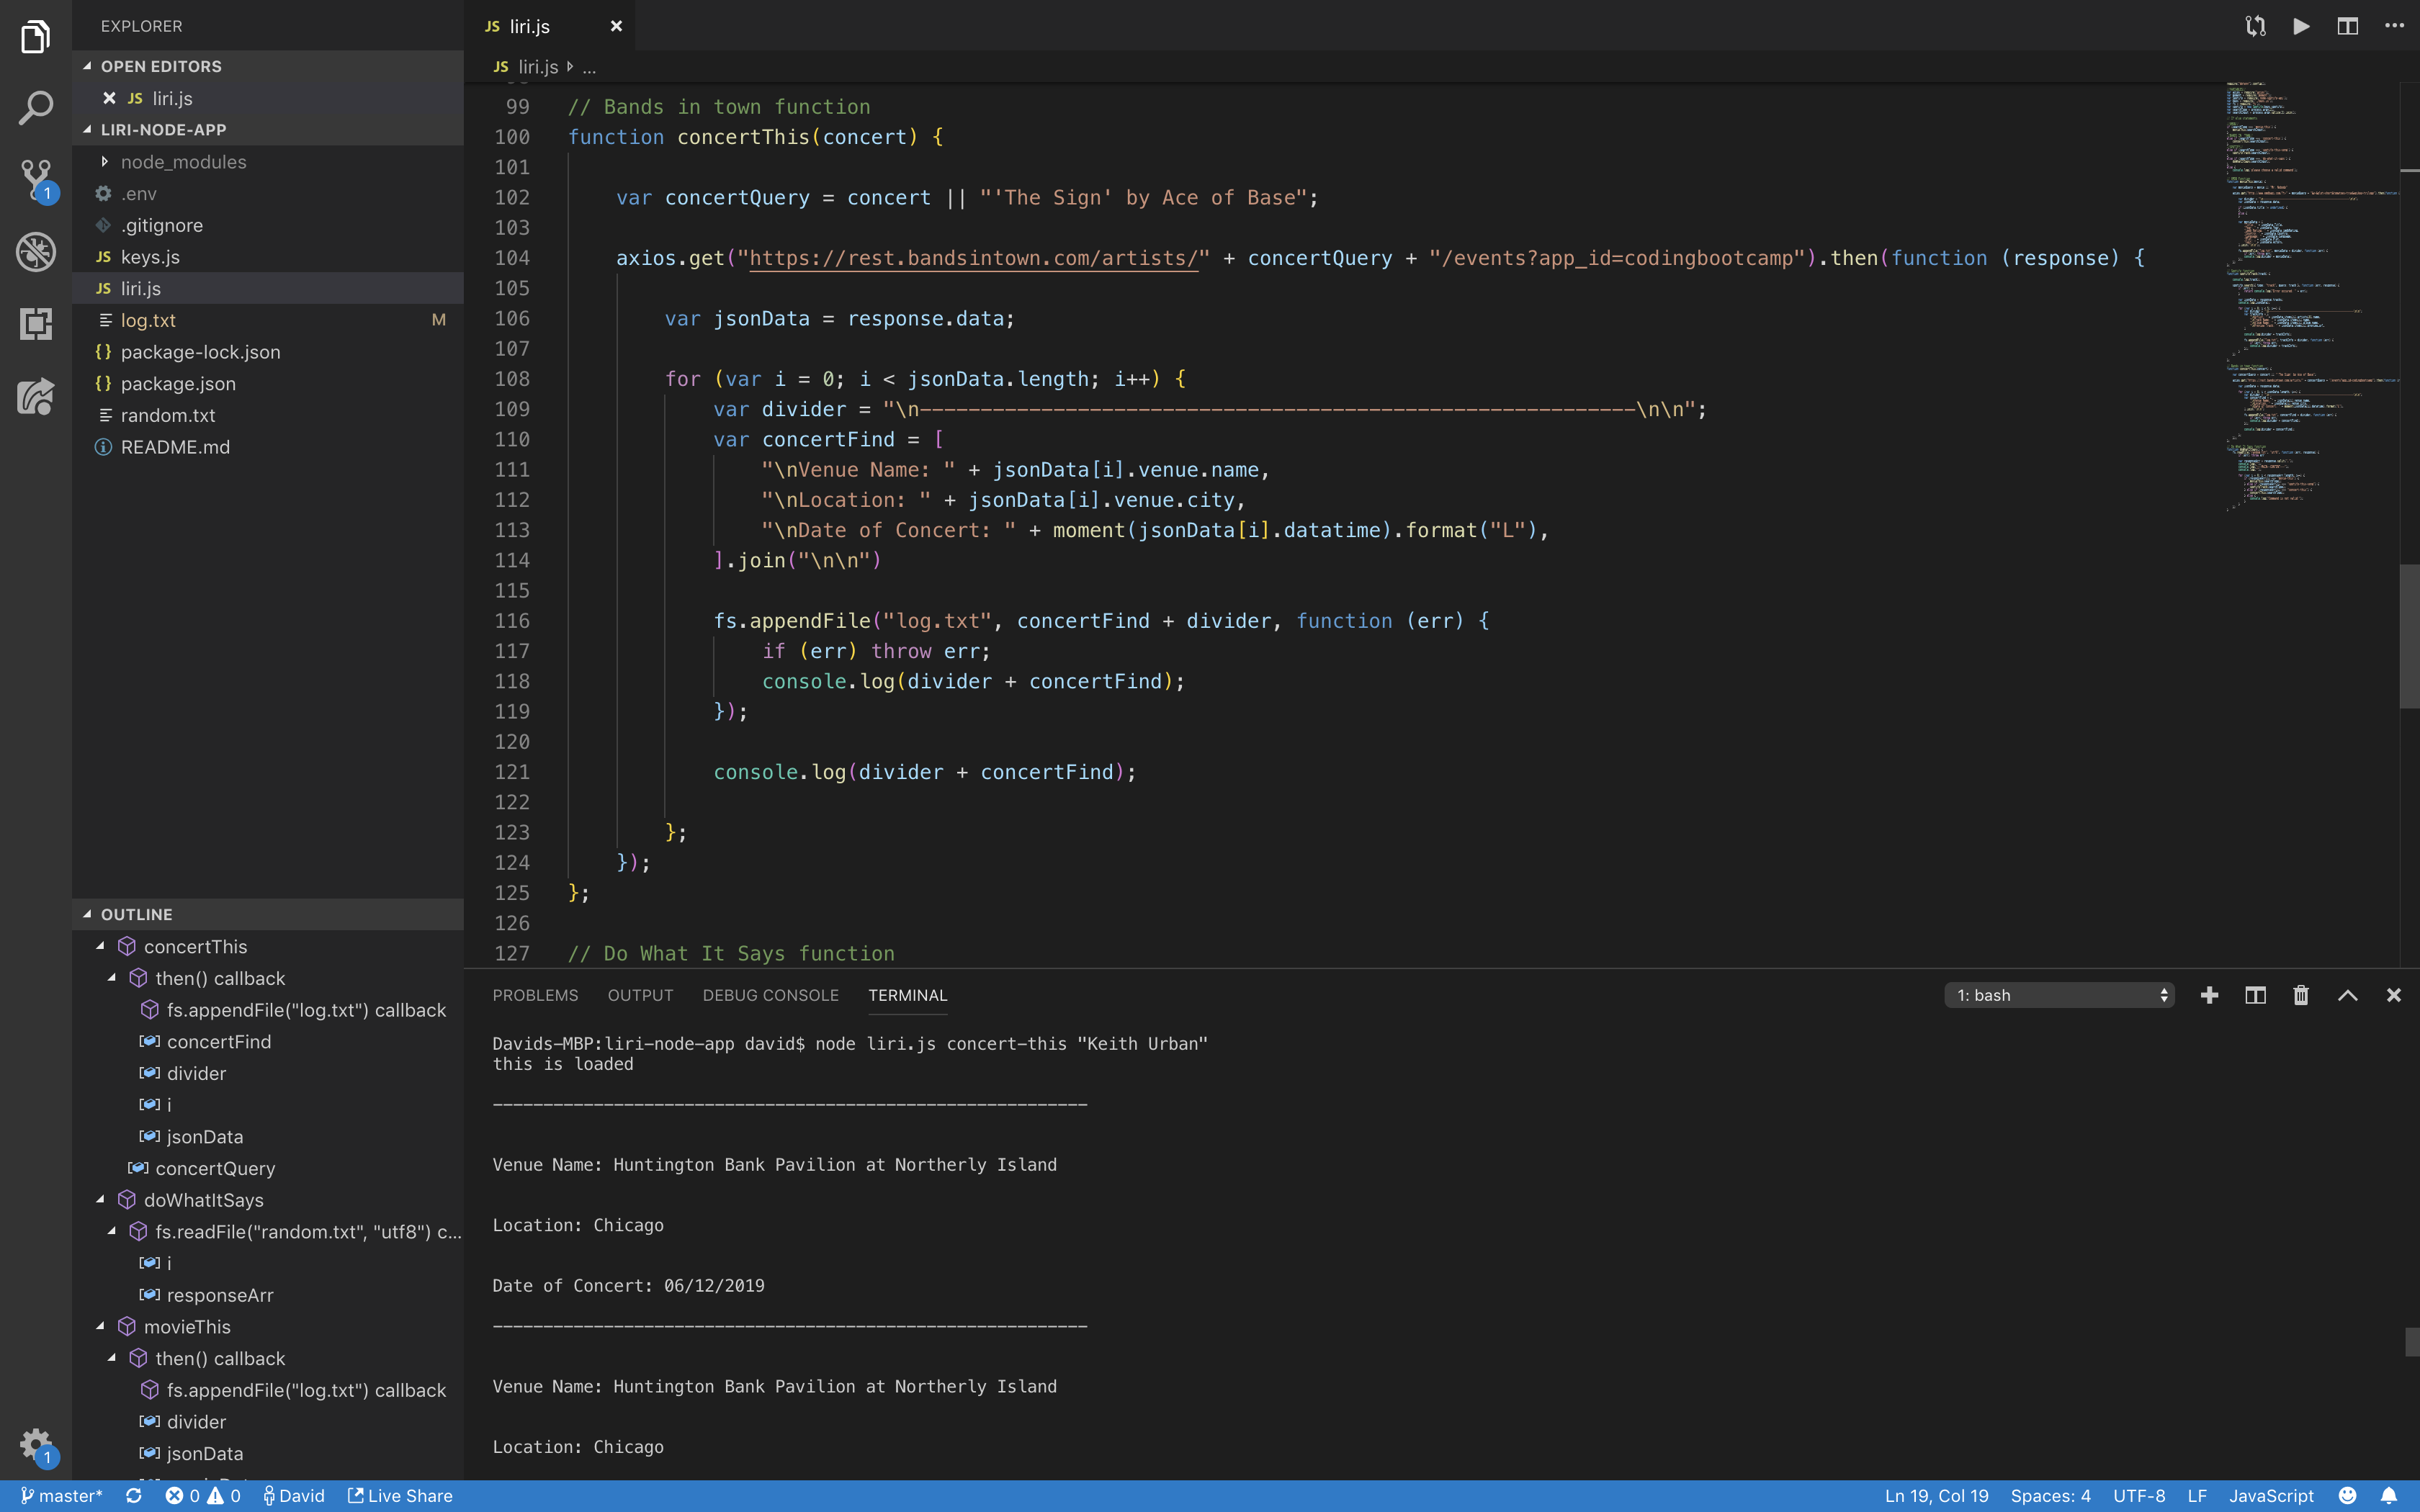 EXPLORER
OPEN EDITORS
JS liri.js
LIRI-NODE-APP
node_modules
.env
.gitignore
JS keys.js
JS liri.js
log.txt M
{} package-lock.json
{} package.json
random.txt
README.md
OUTLINE
concertThis
then() callback
fs.appendFile("log.txt") callback
concertFind
divider
i
jsonData
concertQuery
doWhatItSays
fs.readFile("random.txt", "utf8") c...
i
responseArr
movieThis
then() callback
fs.appendFile("log.txt") callback
divider
jsonData
JS liri.js
JS liri.js ...
99 // Bands in town function
100 function concertThis(concert) {
101
102 var concertQuery = concert || "'The Sign' by Ace of Base";
103
104 axios.get("https://rest.bandsintown.com/artists/" + concertQuery + "/events?app_id=codingbootcamp").then(function (response) {
105
106 var jsonData = response.data;
107
108 for (var i = 0; i < jsonData.length; i++) {
109 var divider = "\n-----------------------------------------------------------\n\n";
110 var concertFind = [
111 "\nVenue Name: " + jsonData[i].venue.name,
112 "\nLocation: " + jsonData[i].venue.city,
113 "\nDate of Concert: " + moment(jsonData[i].datatime).format("L"),
114 ].join("\n\n")
115
116 fs.appendFile("log.txt", concertFind + divider, function (err) {
117 if (err) throw err;
118 console.log(divider + concertFind);
119 });
120
121 console.log(divider + concertFind);
122
123 };
124 });
125 };
126
127 // Do What It Says function
PROBLEMS OUTPUT DEBUG CONSOLE TERMINAL 1: bash
Davids-MBP:liri-node-app david$ node liri.js concert-this "Keith Urban"
this is loaded
-----------------------------------------------------------
Venue Name: Huntington Bank Pavilion at Northerly Island
Location: Chicago
Date of Concert: 06/12/2019
-----------------------------------------------------------
Venue Name: Huntington Bank Pavilion at Northerly Island
Location: Chicago
1
1
master* 0 0 David Live Share Ln 19, Col 19 Spaces: 4 UTF-8 LF JavaScript